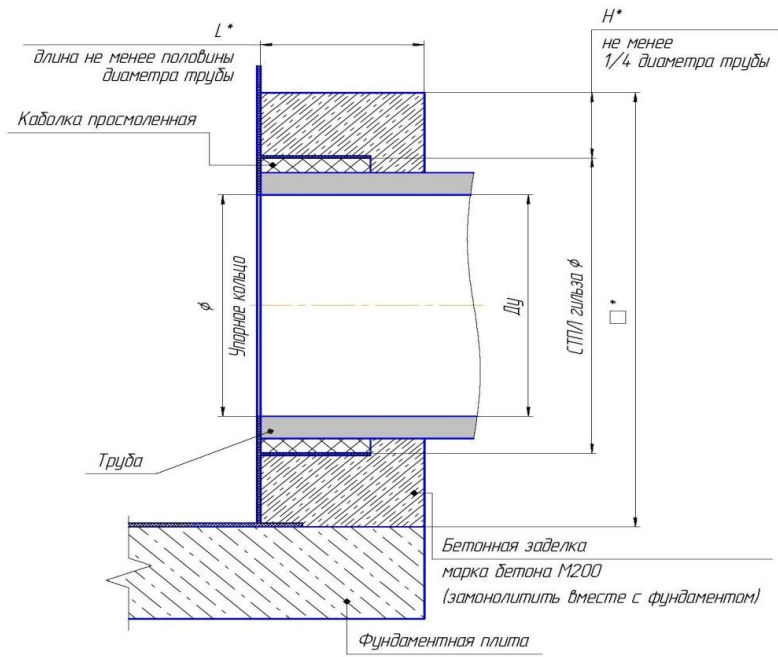 L*
длина не менее половины
диаметра трубы
H*
не менее
1/4 диаметра трубы
Каболка просмоленная
ϕ
Упорное кольцо
Ду
СТПЛ гильза ϕ
□*
Труба
Бетонная заделка
марка бетона М200
(замонолитить вместе с фундаментом)
Фундаментная плита